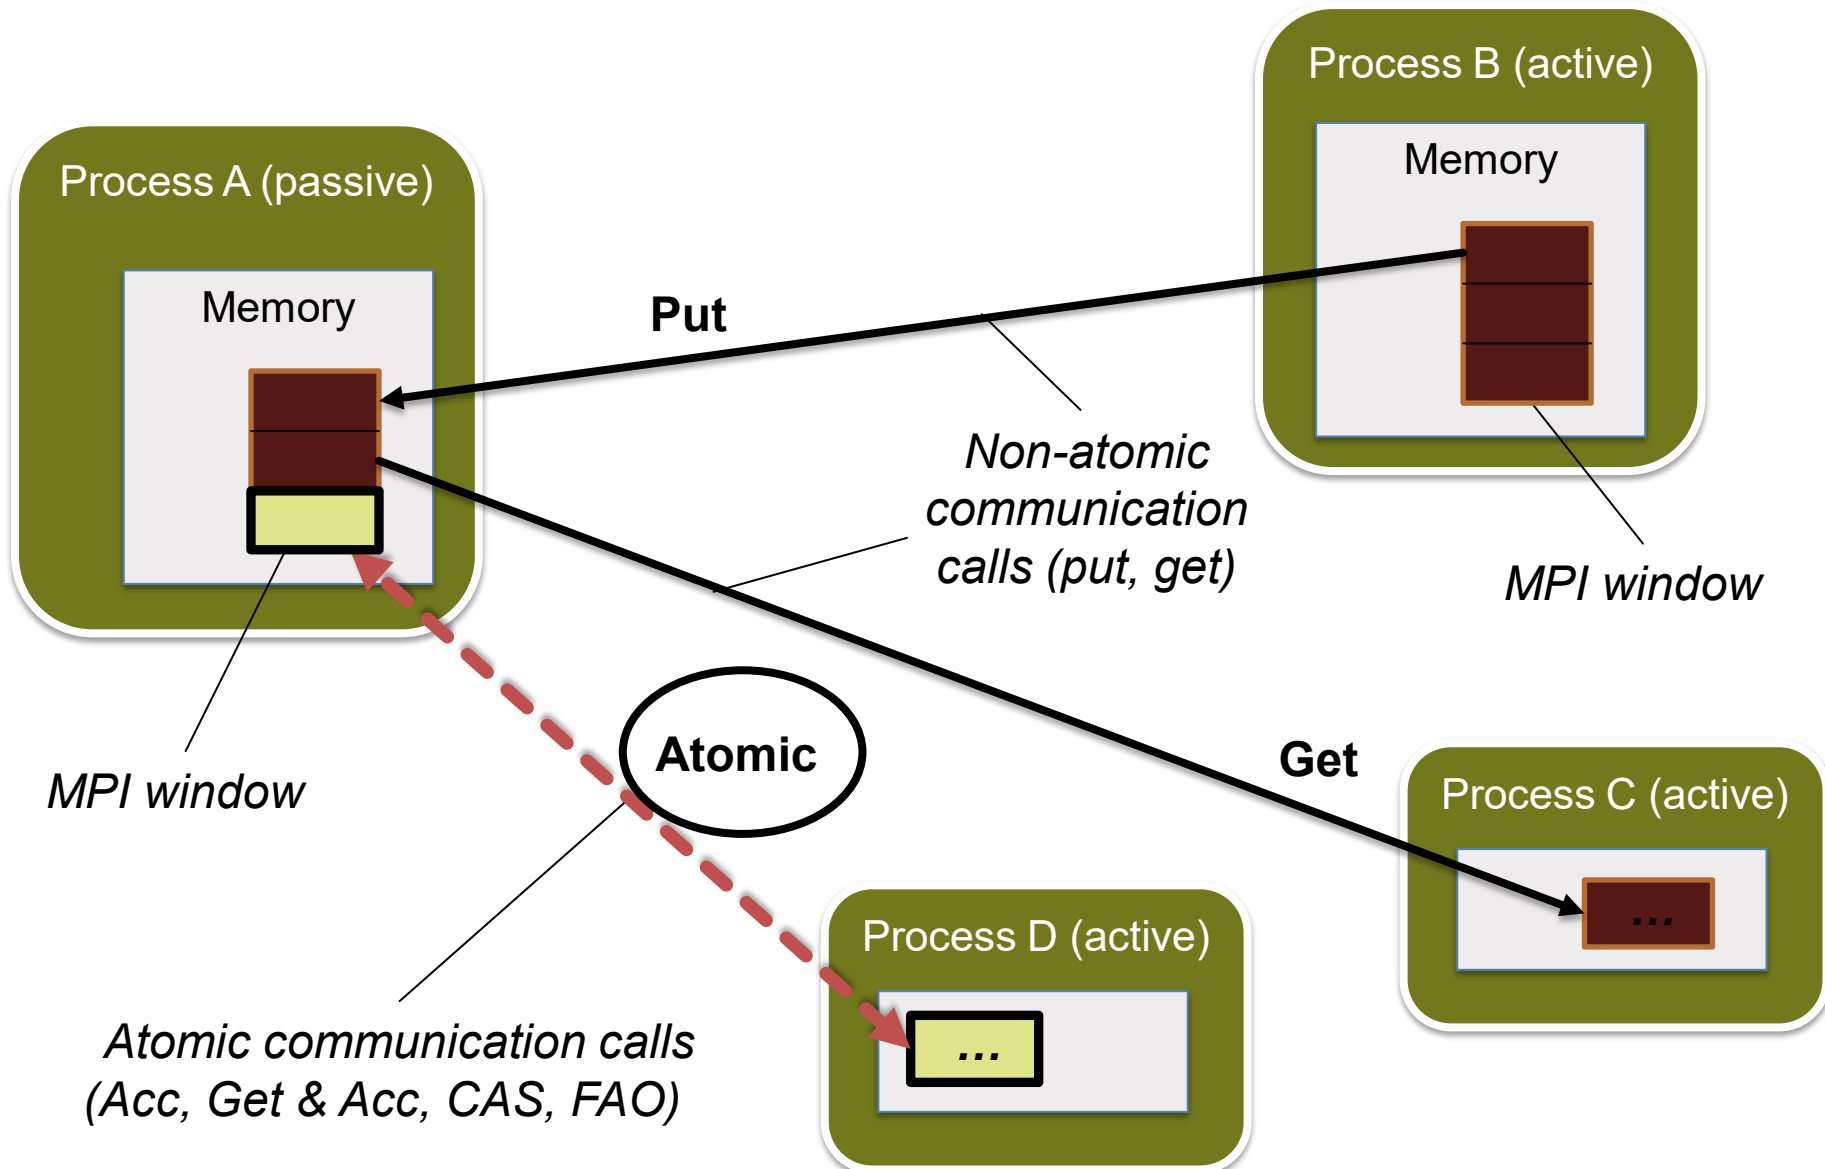 Process B (active)
Memory
Process A (passive)
Memory
Put
Non-atomic
communication
calls (put, get)
MPI window
MPI window
Atomic
Get
Process C (active)
...
Process D (active)
...
Atomic communication calls
(Acc, Get & Acc, CAS, FAO)